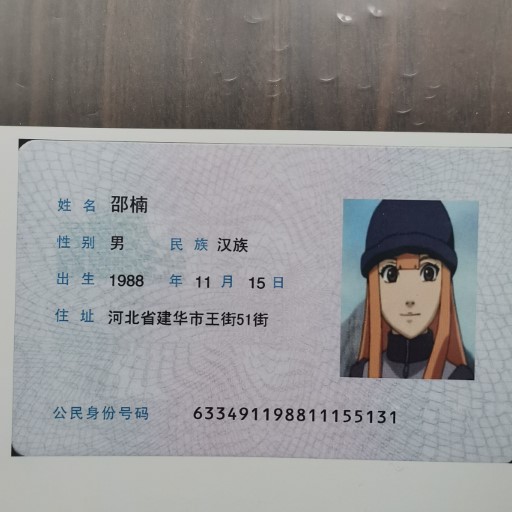 姓名 邵楠
性别 男 民族 汉族
出生 1988 年 11 月 15 日
住址 河北省建华市王街51街
公民身份号码 633491198811155131